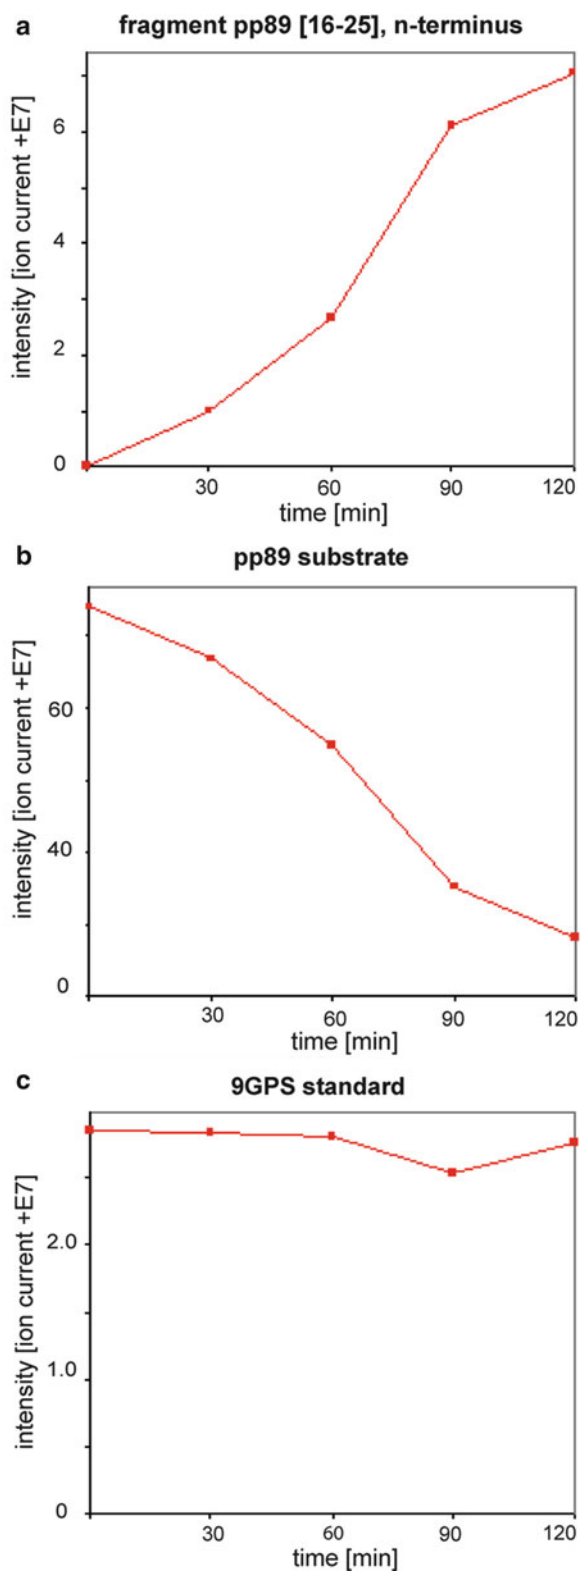 a fragment pp89 [16-25], n-terminus
intensity [ion current +E7]
6
4
2
0
30 60 90 120
time [min]
b pp89 substrate
intensity [ion current +E7]
60
40
0
30 60 90 120
time [min]
c 9GPS standard
intensity [ion current +E7]
2.0
1.0
0
30 60 90 120
time [min]